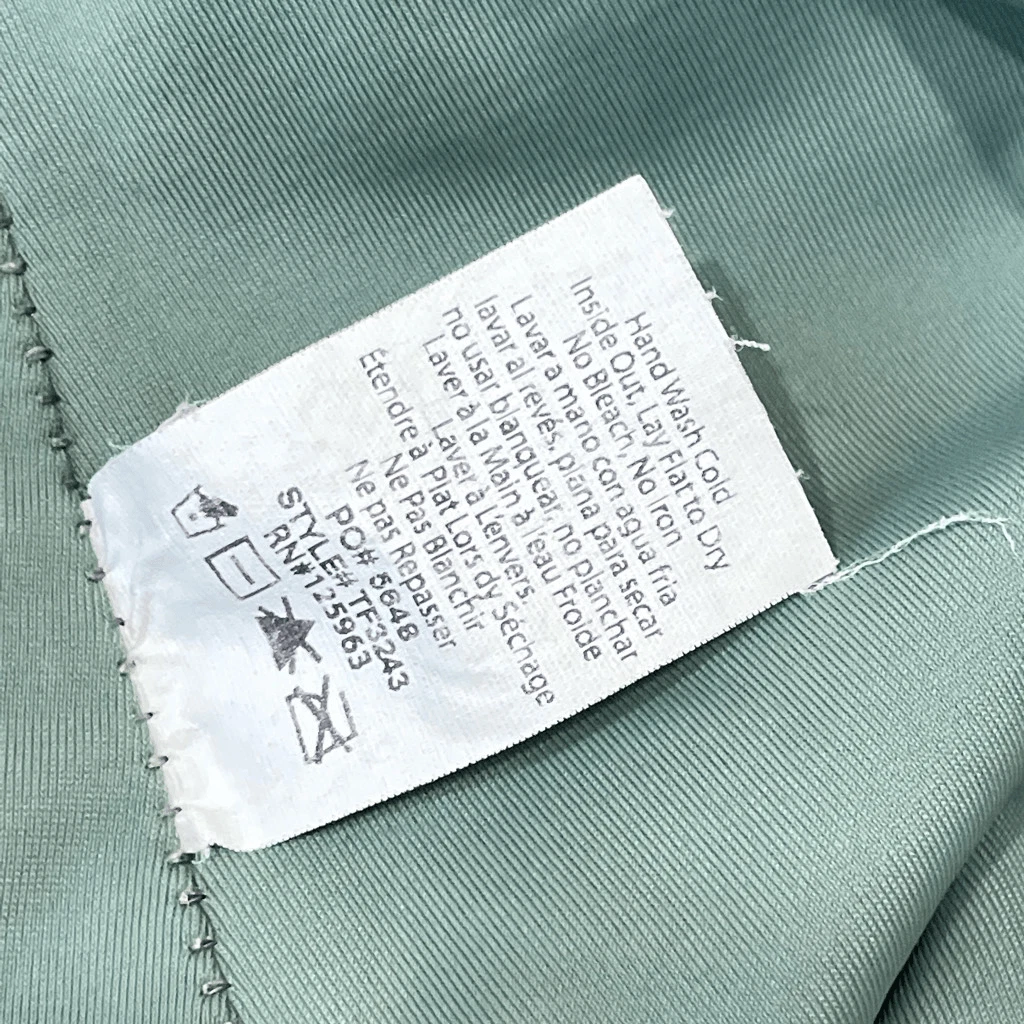 Hand Wash Cold
Inside Out, Lay Flat to Dry
No Bleach, No Iron
Lavar a mano con agua fria
lavar al revés, plana para secar
no usar blanquear, no planchar
Laver à la Main à l'eau Froide
Laver à L'envers,
Étendre à Plat Lors dy Séchage
Ne Pas Blanchir
Ne pas Repasser
PO# 5648
STYLE# TF3243
RN#125963